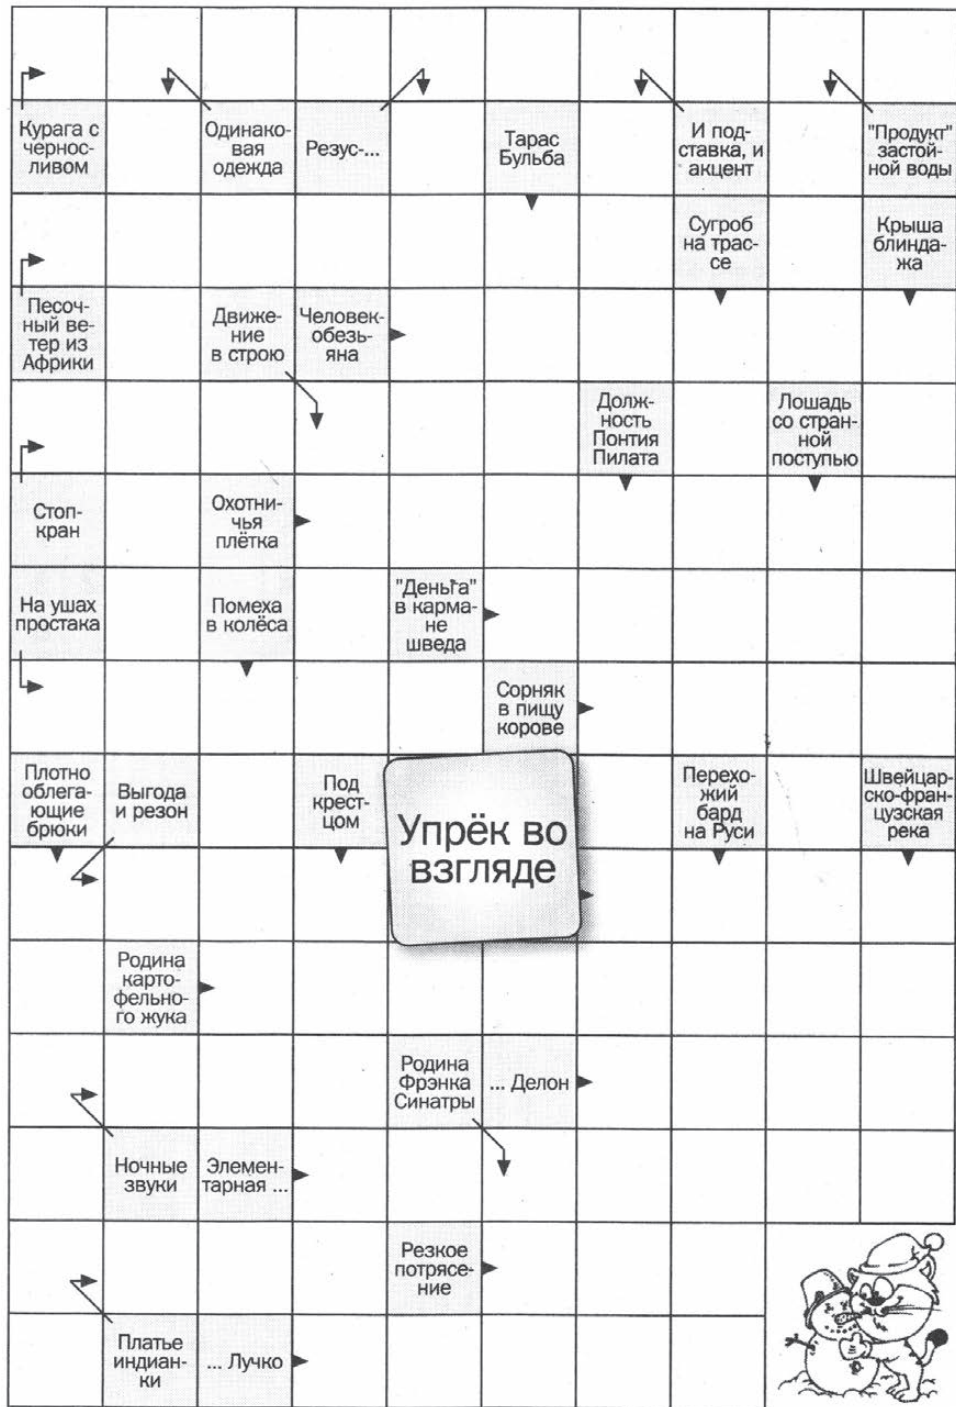 Курага с
чернос-
ливом
Одинако-
вая
одежда
Резус-...
Тарас
Бульба
И под-
ставка, и
акцент
"Продукт"
застой-
ной воды
Сугроб
на трас-
се
Крыша
блинда-
жа
Песоч-
ный ве-
тер из
Африки
Движе-
ние
в строю
Человек-
обезь-
яна
Долж-
ность
Понтия
Пилата
Лошадь
со стран-
ной
поступью
Стоп-
кран
Охотни-
чья
плётка
На ушах
простака
Помеха
в колёса
"Деньга"
в карма-
не
шведа
Сорняк
в пищу
корове
Плотно
облега-
ющие
брюки
Выгода
и резон
Под
крест-
цом
Упрёк во
взгляде
Перехо-
жий
бард
на Руси
Швейцар-
ско-фран-
цузская
река
Родина
карто-
фельно-
го жука
Родина
Фрэнка
Синатры
... Делон
Ночные
звуки
Элемен-
тарная ...
Резкое
потрясе-
ние
Платье
индиан-
ки
... Лучко